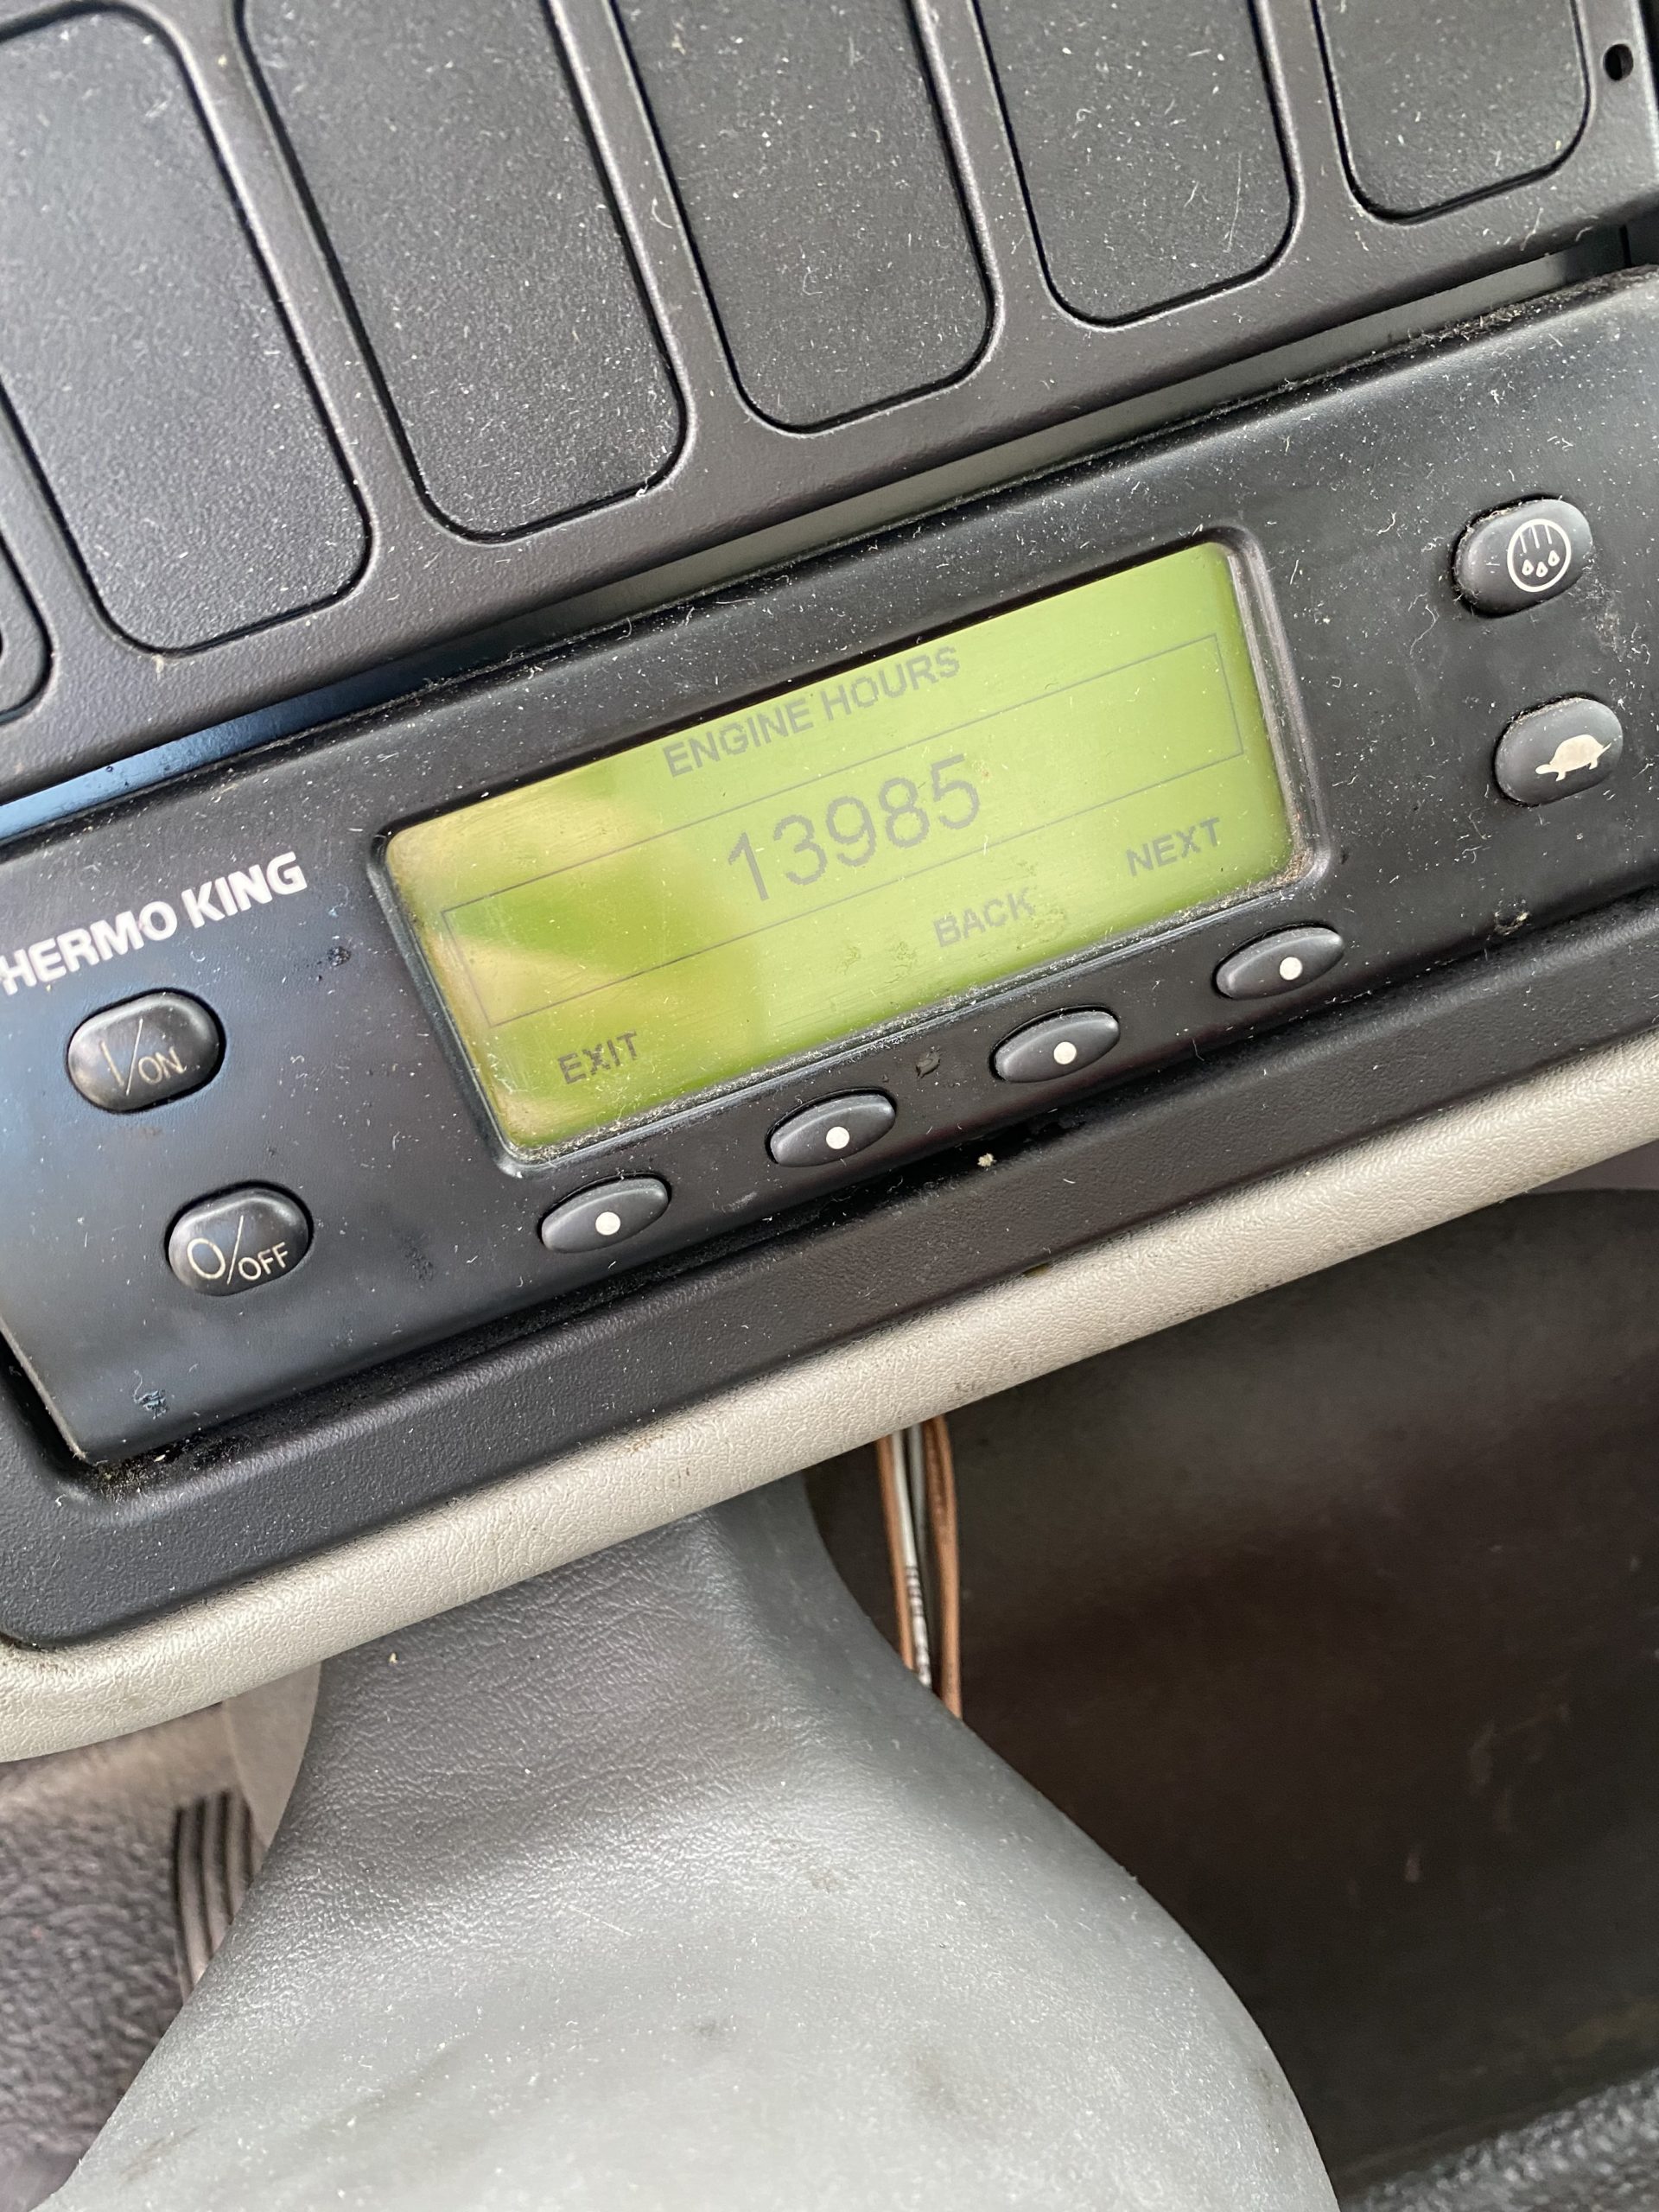 HERMO KING
ENGINE HOURS
13985
EXIT BACK NEXT
I/ON
O/OFF